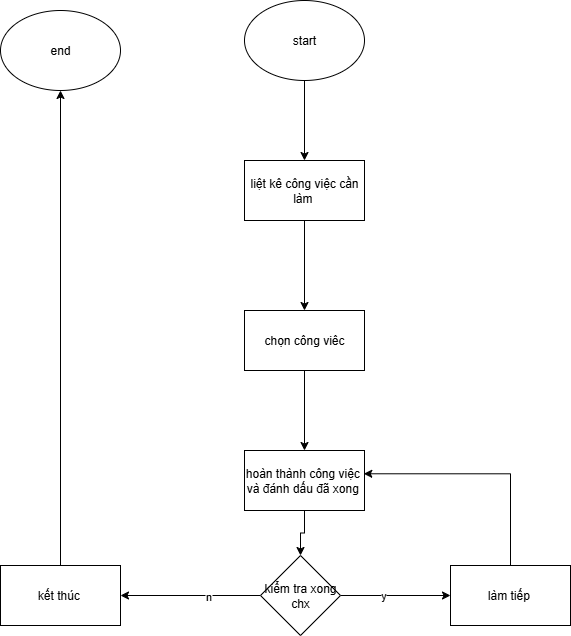 end
start
liệt kê công việc cần
làm
chọn công viêc
hoàn thành công việc
và đánh dấu đã xong
kiểm tra xong
chx
kết thúc
n
y
làm tiếp